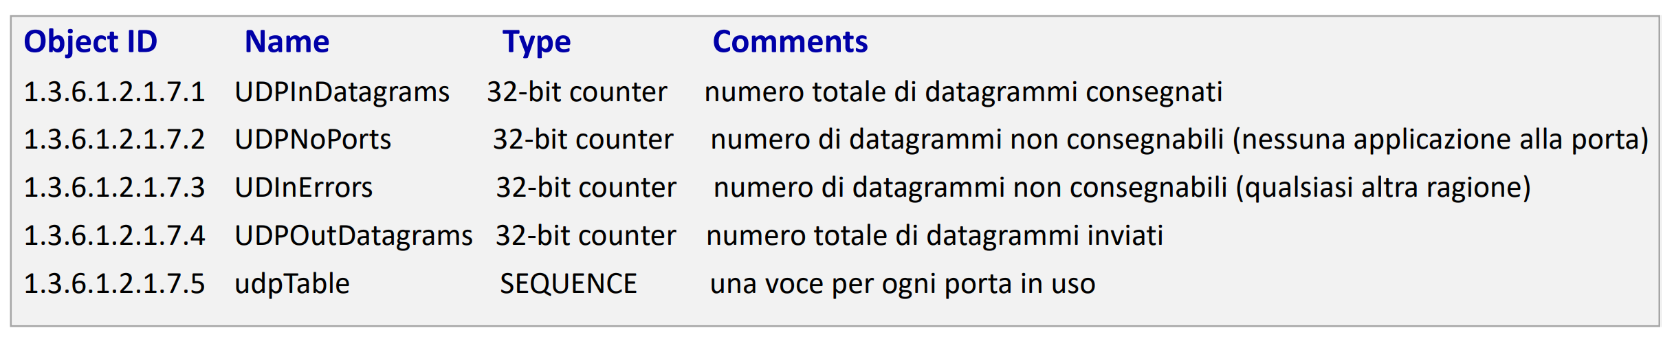 Object ID Name Type Comments
1.3.6.1.2.1.7.1 UDPInDatagrams 32-bit counter numero totale di datagrammi consegnati
1.3.6.1.2.1.7.2 UDPNoPorts 32-bit counter numero di datagrammi non consegnabili (nessuna applicazione alla porta)
1.3.6.1.2.1.7.3 UDInErrors 32-bit counter numero di datagrammi non consegnabili (qualsiasi altra ragione)
1.3.6.1.2.1.7.4 UDPOutDatagrams 32-bit counter numero totale di datagrammi inviati
1.3.6.1.2.1.7.5 udpTable SEQUENCE una voce per ogni porta in uso